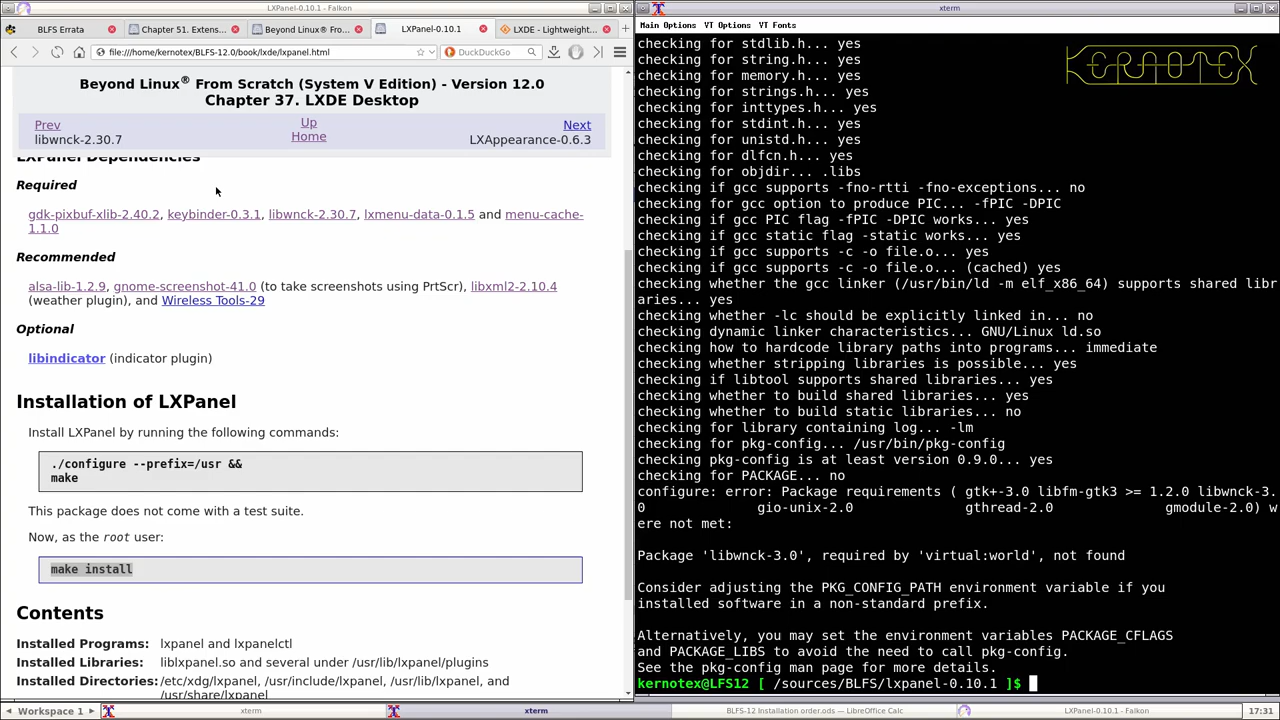 LXPanel-0.10.1 - Falkon
BLFS Errata
Chapter 51. Extens...
Beyond Linux® Fro...
LXPanel-0.10.1
LXDE - Lightweight...
file:///home/kernotex/BLFS-12.0/book/lxde/lxpanel.html
DuckDuckGo
Beyond Linux® From Scratch (System V Edition) - Version 12.0
Chapter 37. LXDE Desktop
Prev
Up
Next
libwnck-2.30.7
Home
LXAppearance-0.6.3
LXPanel Dependencies
Required
gdk-pixbuf-xlib-2.40.2, keybinder-0.3.1, libwnck-2.30.7, lxmenu-data-0.1.5 and menu-cache-
1.1.0
Recommended
alsa-lib-1.2.9, gnome-screenshot-41.0 (to take screenshots using PrtScr), libxml2-2.10.4
(weather plugin), and Wireless Tools-29
Optional
libindicator (indicator plugin)
Installation of LXPanel
Install LXPanel by running the following commands:
./configure --prefix=/usr &&
make
This package does not come with a test suite.
Now, as the root user:
make install
Contents
Installed Programs: lxpanel and lxpanelctl
Installed Libraries: liblxpanel.so and several under /usr/lib/lxpanel/plugins
Installed Directories: /etc/xdg/lxpanel, /usr/include/lxpanel, /usr/lib/lxpanel, and
/usr/share/lxpanel
xterm
Main Options VT Options VT Fonts
KERNOTEX
checking for stdlib.h... yes
checking for string.h... yes
checking for memory.h... yes
checking for strings.h... yes
checking for inttypes.h... yes
checking for stdint.h... yes
checking for unistd.h... yes
checking for dlfcn.h... yes
checking for objdir... .libs
checking if gcc supports -fno-rtti -fno-exceptions... no
checking for gcc option to produce PIC... -fPIC -DPIC
checking if gcc PIC flag -fPIC -DPIC works... yes
checking if gcc static flag -static works... yes
checking if gcc supports -c -o file.o... yes
checking if gcc supports -c -o file.o... (cached) yes
checking whether the gcc linker (/usr/bin/ld -m elf_x86_64) supports shared libr
aries... yes
checking whether -lc should be explicitly linked in... no
checking dynamic linker characteristics... GNU/Linux ld.so
checking how to hardcode library paths into programs... immediate
checking whether stripping libraries is possible... yes
checking if libtool supports shared libraries... yes
checking whether to build shared libraries... yes
checking whether to build static libraries... no
checking for library containing log... -lm
checking for pkg-config... /usr/bin/pkg-config
checking pkg-config is at least version 0.9.0... yes
checking for PACKAGE... no
configure: error: Package requirements ( gtk+-3.0 libfm-gtk3 >= 1.2.0 libwnck-3.
0 gio-unix-2.0 gthread-2.0 gmodule-2.0) w
ere not met:
Package 'libwnck-3.0', required by 'virtual:world', not found
Consider adjusting the PKG_CONFIG_PATH environment variable if you
installed software in a non-standard prefix.
Alternatively, you may set the environment variables PACKAGE_CFLAGS
and PACKAGE_LIBS to avoid the need to call pkg-config.
See the pkg-config man page for more details.
kernotex@LFS12 [ /sources/BLFS/lxpanel-0.10.1 ]$
Workspace 1
xterm
xterm
BLFS-12 Installation order.ods — LibreOffice Calc
LXPanel-0.10.1 - Falkon
17:31